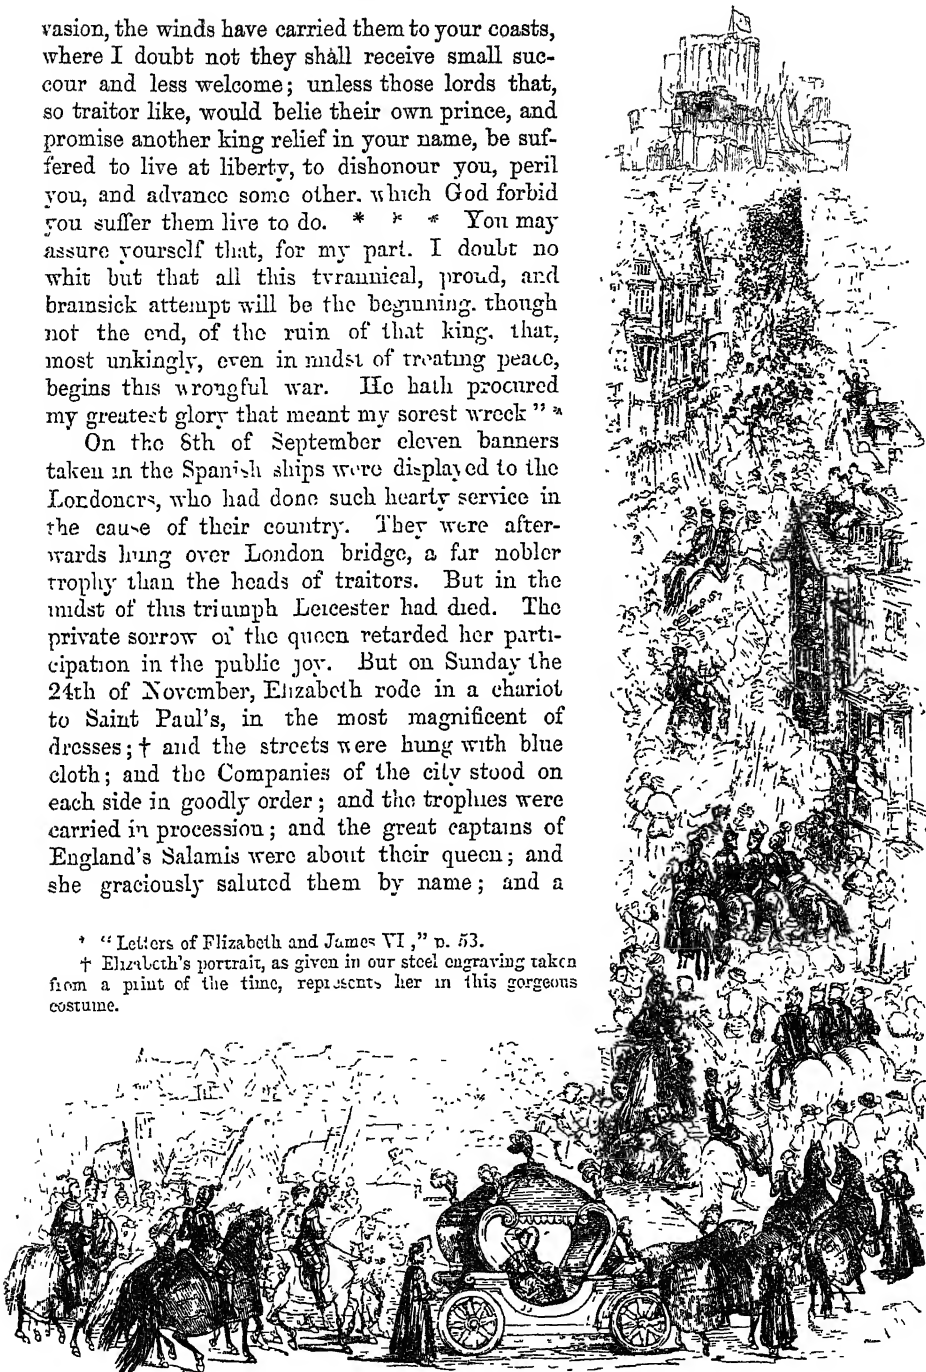 vasion, the winds have carried them to your coasts,
where I doubt not they shall receive small suc-
cour and less welcome; unless those lords that,
so traitor like, would belie their own prince, and
promise another king relief in your name, be suf-
fered to live at liberty, to dishonour you, peril
you, and advance some other. which God forbid
you suffer them live to do. * * * You may
assure yourself that, for my part. I doubt no
whit but that all this tyrannical, proud, and
brainsick attempt will be the beginning. though
not the end, of the ruin of that king. that,
most unkingly, even in midst of treating peace,
begins this wrongful war. He hath procured
my greatest glory that meant my sorest wreck" *
On the 8th of September eleven banners
taken in the Spanish ships were displayed to the
Londoners, who had done such hearty service in
the cause of their country. They were after-
wards hung over London bridge, a far nobler
trophy than the heads of traitors. But in the
midst of this triumph Leicester had died. The
private sorrow of the queen retarded her parti-
cipation in the public joy. But on Sunday the
24th of November, Elizabeth rode in a chariot
to Saint Paul's, in the most magnificent of
dresses; † and the streets were hung with blue
cloth; and the Companies of the city stood on
each side in goodly order; and the trophies were
carried in procession; and the great captains of
England's Salamis were about their queen; and
she graciously saluted them by name; and a
* "Letters of Elizabeth and James VI," p. 53.
† Elizabeth's portrait, as given in our steel engraving taken
from a print of the time, represents her in this gorgeous
costume.